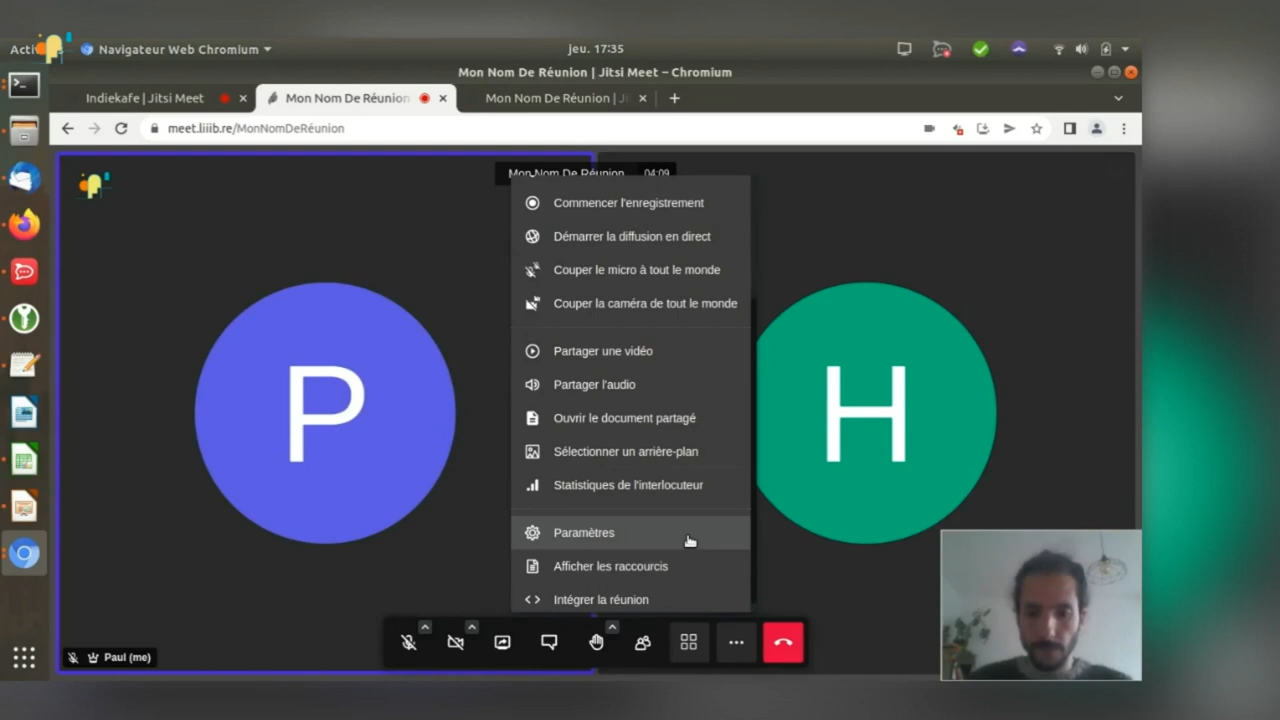 Acti
Navigateur Web Chromium
jeu. 17:35
Mon Nom De Réunion | Jitsi Meet – Chromium
Indiekafe | Jitsi Meet
Mon Nom De Réunion
Mon Nom De Réunion | Ji
meet.liiib.re/MonNomDeRéunion
Mon Nom De Réunion 04:09
Commencer l'enregistrement
Démarrer la diffusion en direct
Couper le micro à tout le monde
Couper la caméra de tout le monde
Partager une vidéo
Partager l'audio
Ouvrir le document partagé
Sélectionner un arrière-plan
Statistiques de l'interlocuteur
Paramètres
Afficher les raccourcis
Intégrer la réunion
P
H
Paul (me)